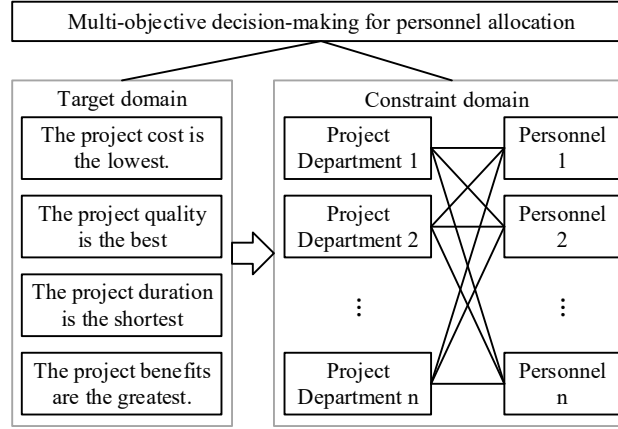 Multi-objective decision-making for personnel allocation
Target domain
The project cost is
the lowest.
The project quality
is the best
The project duration
is the shortest
The project benefits
are the greatest.
Constraint domain
Project
Department 1
Personnel
1
Project
Department 2
Personnel
2
⋮
⋮
Project
Department n
Personnel
n